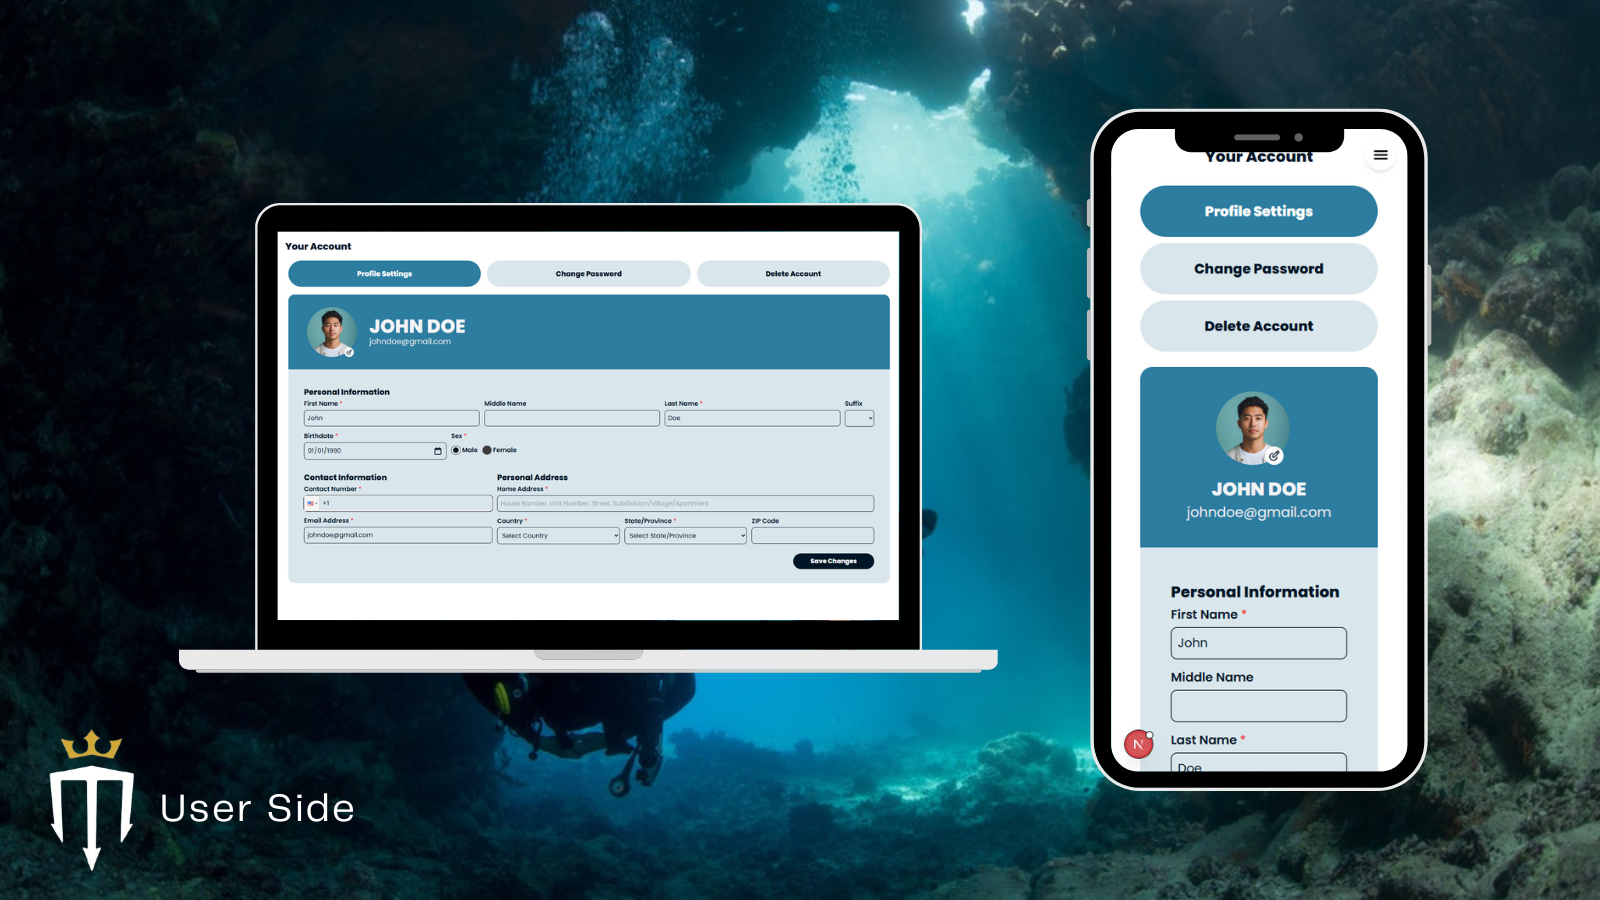 Your Account
Profile Settings
Change Password
Delete Account
JOHN DOE
johndoe@gmail.com
Personal Information
First Name *
Middle Name
Last Name *
Suffix
John
Doe
Birthdate *
Sex *
01/01/1990
Male
Female
Contact Information
Personal Address
Contact Number *
Home Address *
+1
House Number, Unit Number, Street, Subdivision/Village/Apartment
Email Address *
Country *
State/Province *
ZIP Code
johndoe@gmail.com
Select Country
Select State/Province
Save Changes
Your Account
Profile Settings
Change Password
Delete Account
JOHN DOE
johndoe@gmail.com
Personal Information
First Name *
John
Middle Name
Last Name *
Doe
N
User Side